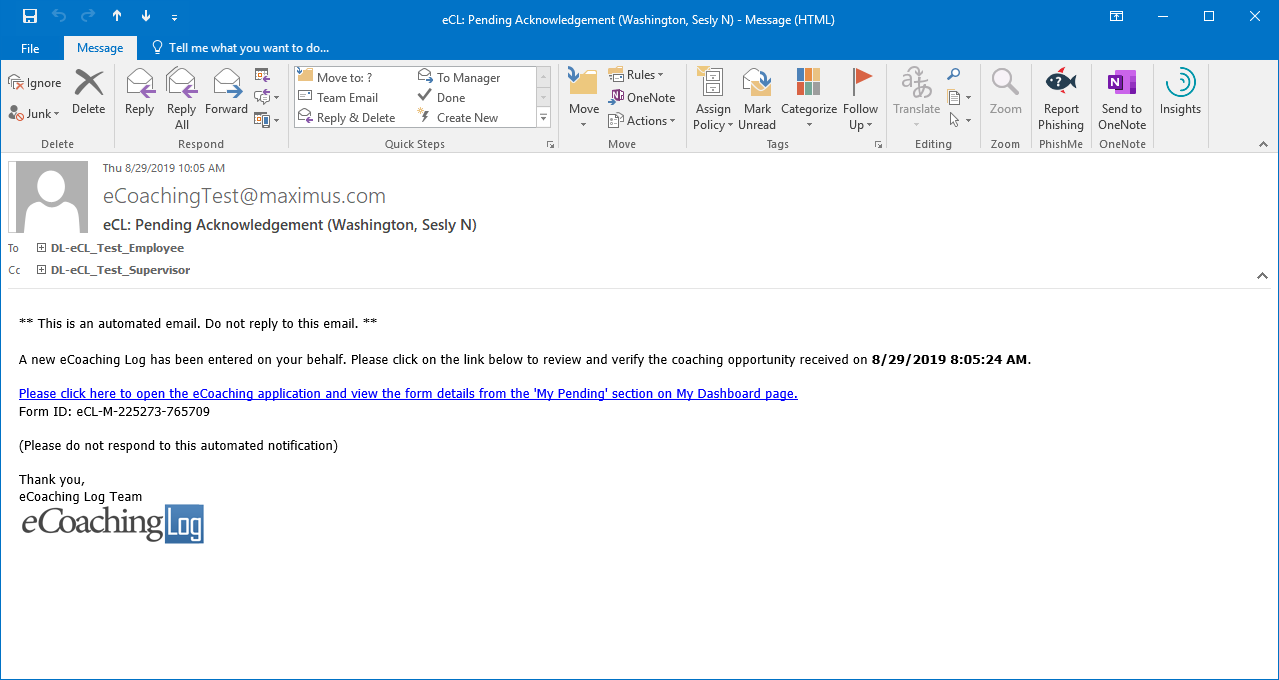 eCL: Pending Acknowledgement (Washington, Sesly N) - Message (HTML)
File Message Tell me what you want to do...
Ignore
Junk
Delete
Delete
Reply
Reply All
Forward
Respond
Move to: ?
Team Email
Reply & Delete
To Manager
Done
Create New
Quick Steps
Move
Rules
OneNote
Actions
Move
Assign Policy
Mark Unread
Categorize
Follow Up
Tags
Translate
Editing
Zoom
Zoom
Report Phishing
PhishMe
Send to OneNote
OneNote
Insights
Thu 8/29/2019 10:05 AM
eCoachingTest@maximus.com
eCL: Pending Acknowledgement (Washington, Sesly N)
To DL-eCL_Test_Employee
Cc DL-eCL_Test_Supervisor
** This is an automated email. Do not reply to this email. **
A new eCoaching Log has been entered on your behalf. Please click on the link below to review and verify the coaching opportunity received on 8/29/2019 8:05:24 AM.
Please click here to open the eCoaching application and view the form details from the 'My Pending' section on My Dashboard page.
Form ID: eCL-M-225273-765709
(Please do not respond to this automated notification)
Thank you,
eCoaching Log Team
eCoaching Log